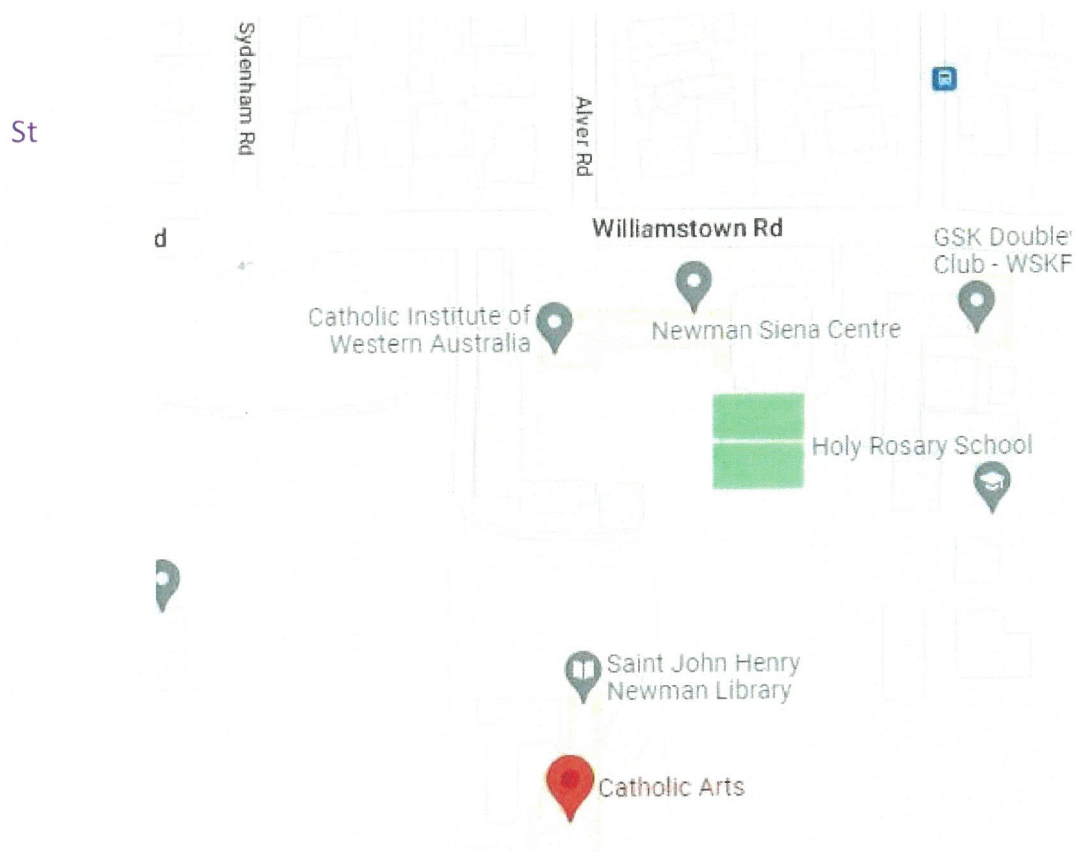 Sydenham Rd
Alver Rd
St
Williamstown Rd
d
GSK Double
Club - WSKF
Catholic Institute of
Western Australia
Newman Siena Centre
Holy Rosary School
Saint John Henry
Newman Library
Catholic Arts